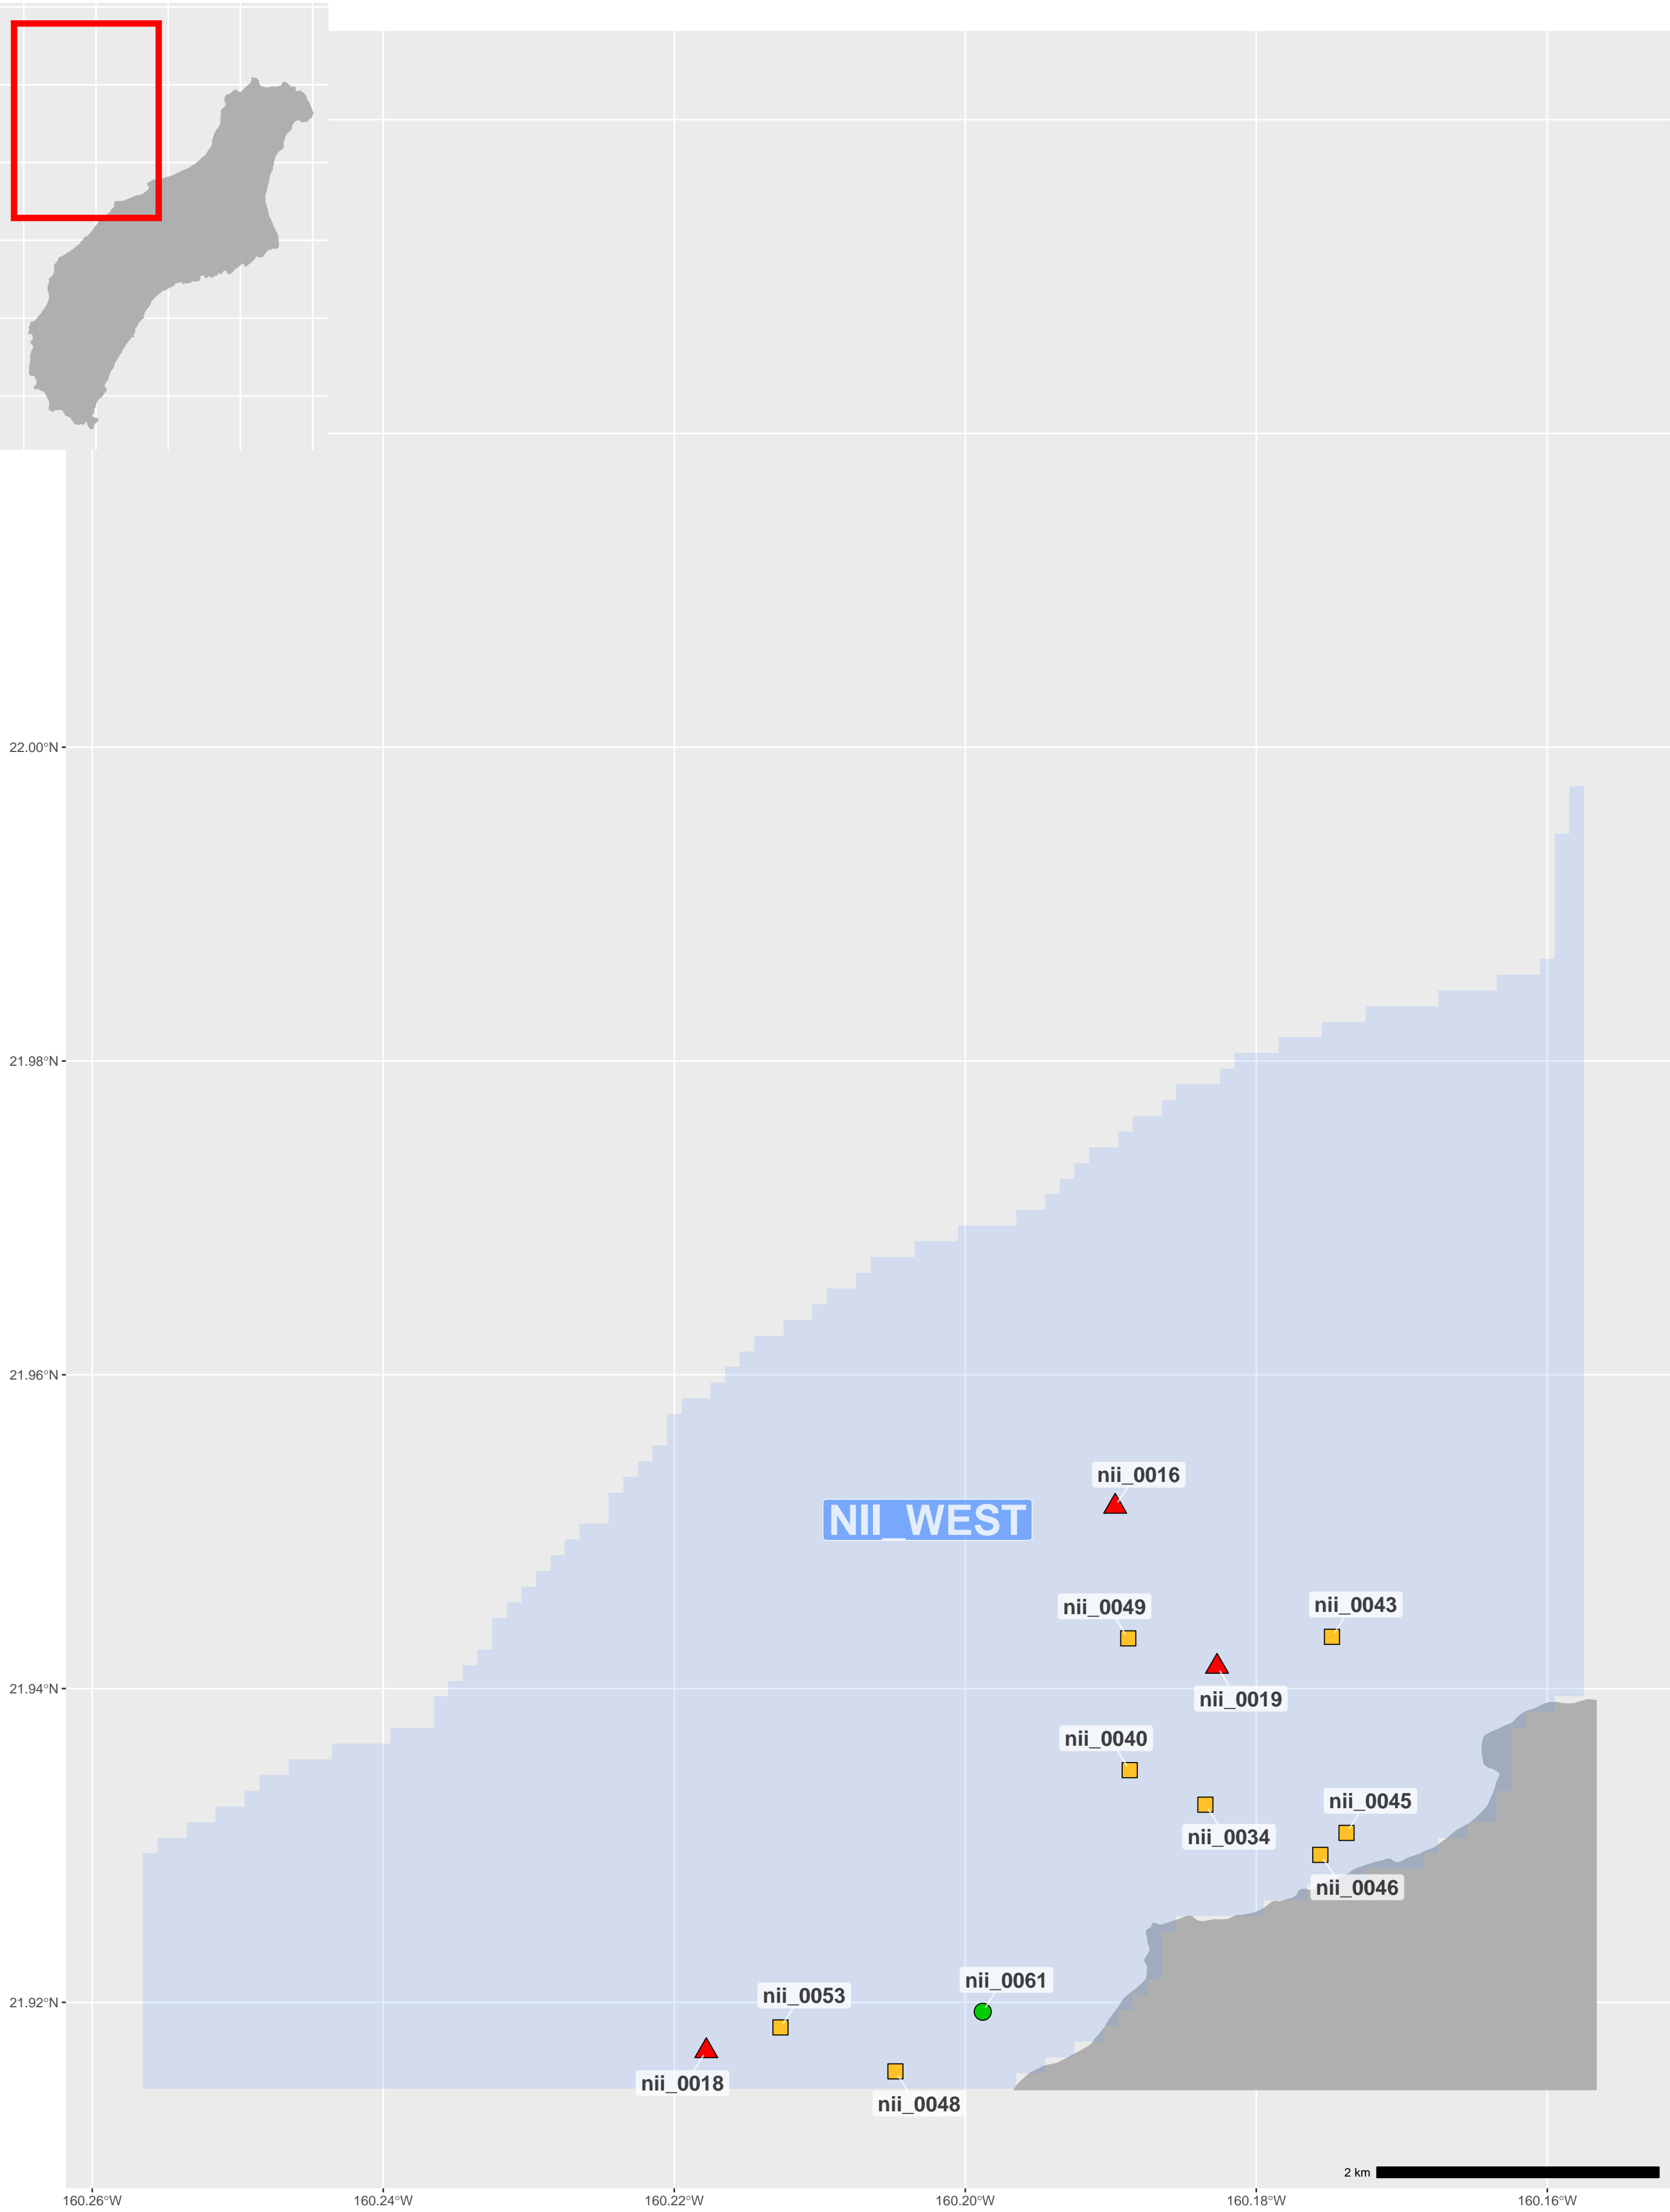 22.00°N
21.98°N
21.96°N
nii_0016
NII_WEST
nii_0049
nii_0043
21.94°N
nii_0019
nii_0040
nii_0045
nii_0034
nii_0046
nii_0061
nii_0053
21.92°N
nii_0018
nii_0048
2 km
160.26°W
160.24°W
160.22°W
160.20°W
160.18°W
160.16°W